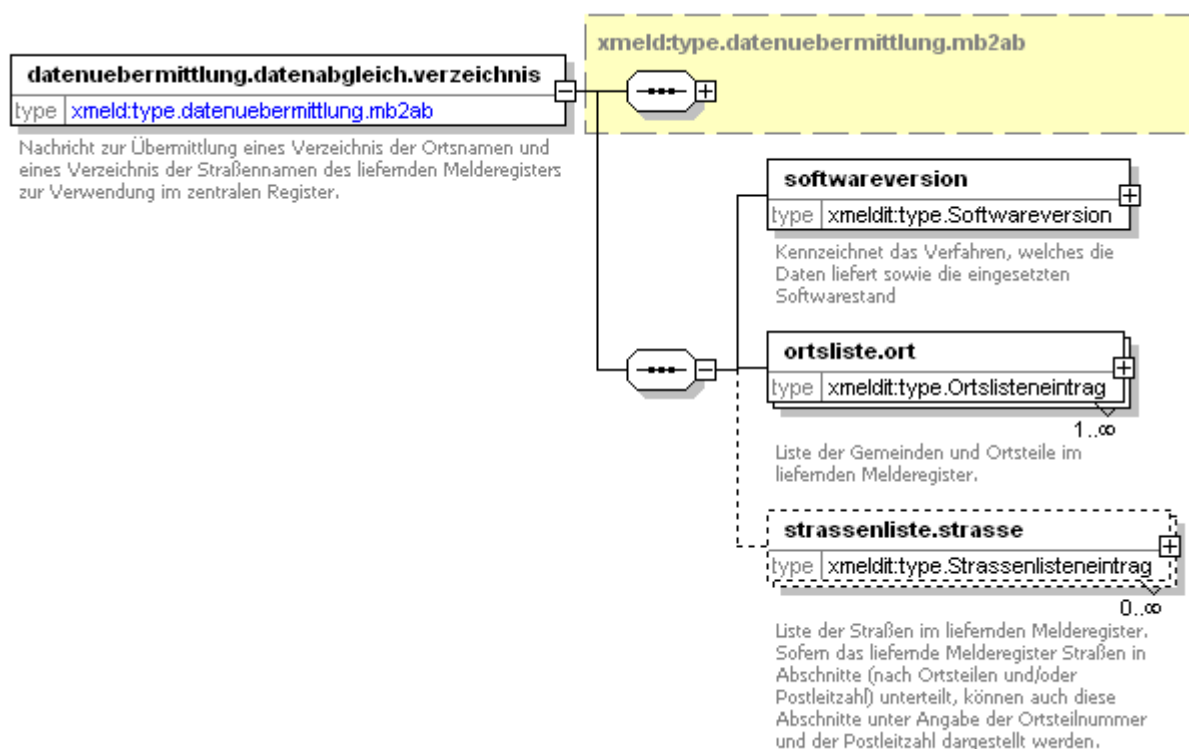 xmeld:type.datenuebermittlung.mb2ab
datenuebermittlung.datenabgleich.verzeichnis
type xmeld:type.datenuebermittlung.mb2ab
Nachricht zur Übermittlung eines Verzeichnis der Ortsnamen und
eines Verzeichnis der Straßennamen des liefernden Melderegisters
zur Verwendung im zentralen Register.
softwareversion
type xmeldit:type.Softwareversion
Kennzeichnet das Verfahren, welches die
Daten liefert sowie die eingesetzten
Softwarestand
ortsliste.ort
type xmeldit:type.Ortslisteneintrag
1..∞
Liste der Gemeinden und Ortsteile im
liefernden Melderegister.
strassenliste.strasse
type xmeldit:type.Strassenlisteneintrag
0..∞
Liste der Straßen im liefernden Melderegister.
Sofern das liefernde Melderegister Straßen in
Abschnitte (nach Ortsteilen und/oder
Postleitzahl) unterteilt, können auch diese
Abschnitte unter Angabe der Ortsteilnummer
und der Postleitzahl dargestellt werden.